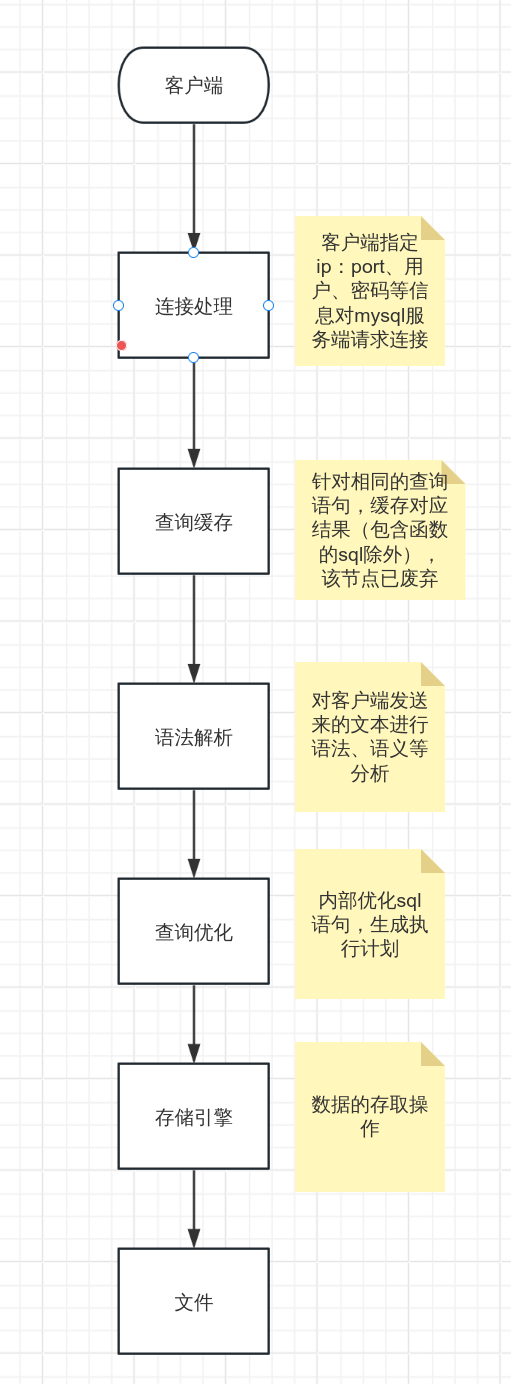 客户端
连接处理
客户端指定
ip：port、用
户、密码等信
息对mysql服
务端请求连接
查询缓存
针对相同的查询
语句，缓存对应
结果（包含函数
的sql除外），
该节点已废弃
语法解析
对客户端发送
来的文本进行
语法、语义等
分析
查询优化
内部优化sql
语句，生成执
行计划
存储引擎
数据的存取操
作
文件